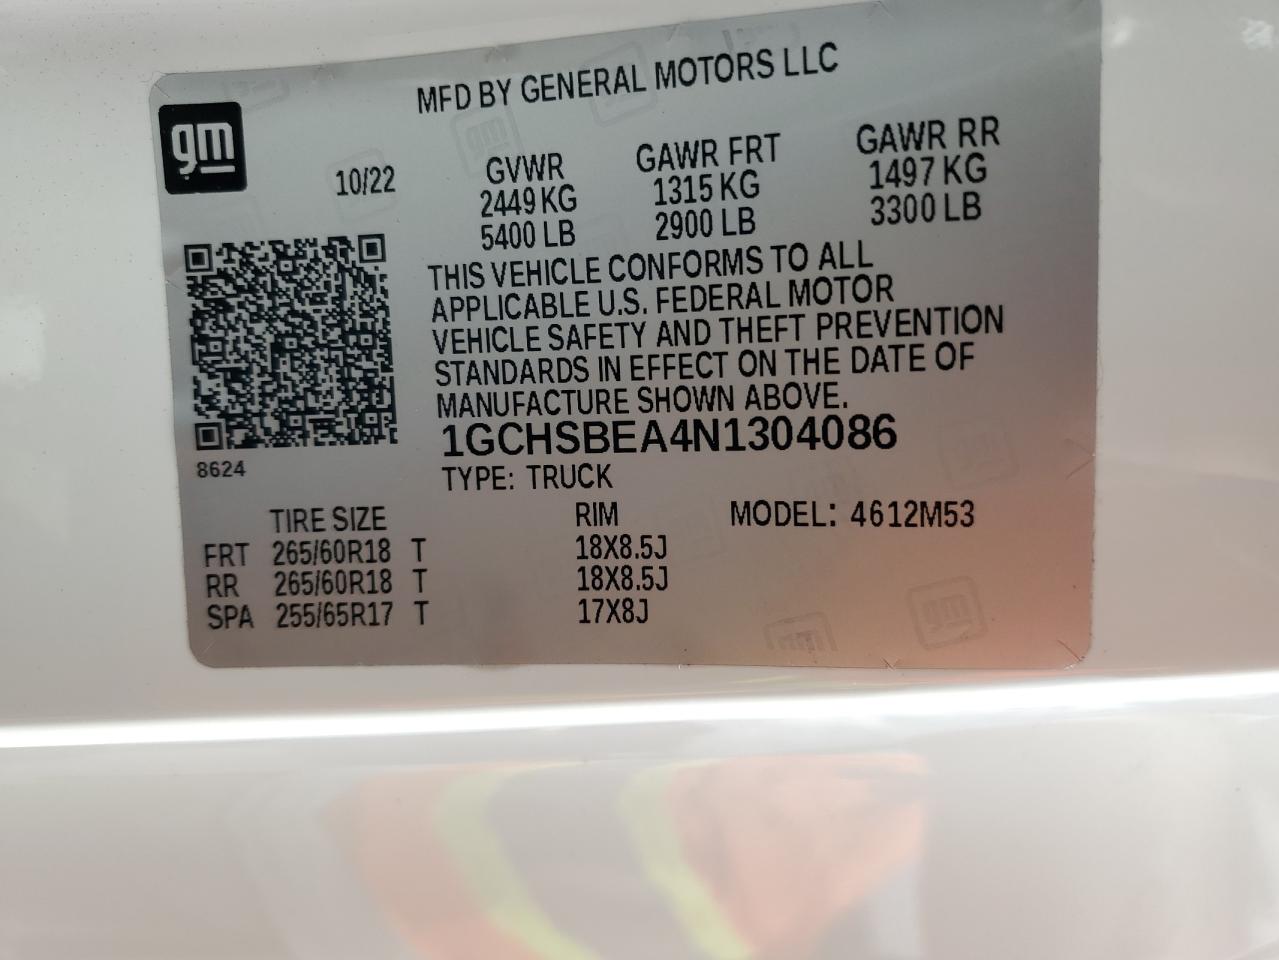 MFD BY GENERAL MOTORS LLC
gm
10/22
GVWR
2449 KG
5400 LB
GAWR FRT
1315 KG
2900 LB
GAWR RR
1497 KG
3300 LB
THIS VEHICLE CONFORMS TO ALL
APPLICABLE U.S. FEDERAL MOTOR
VEHICLE SAFETY AND THEFT PREVENTION
STANDARDS IN EFFECT ON THE DATE OF
MANUFACTURE SHOWN ABOVE.
1GCHSBEA4N1304086
8624
TYPE: TRUCK
TIRE SIZE RIM MODEL: 4612M53
FRT 265/60R18 T 18X8.5J
RR 265/60R18 T 18X8.5J
SPA 255/65R17 T 17X8J